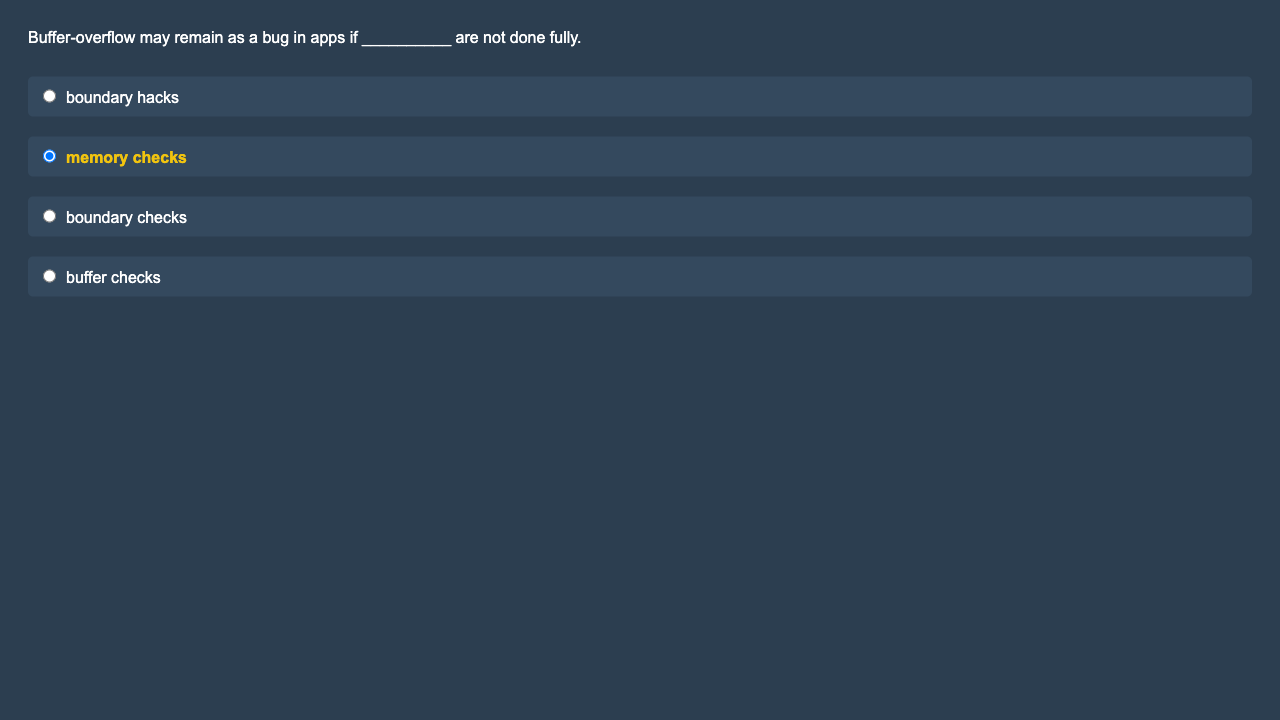 Buffer-overflow may remain as a bug in apps if __________ are not done fully.
boundary hacks
memory checks
boundary checks
buffer checks